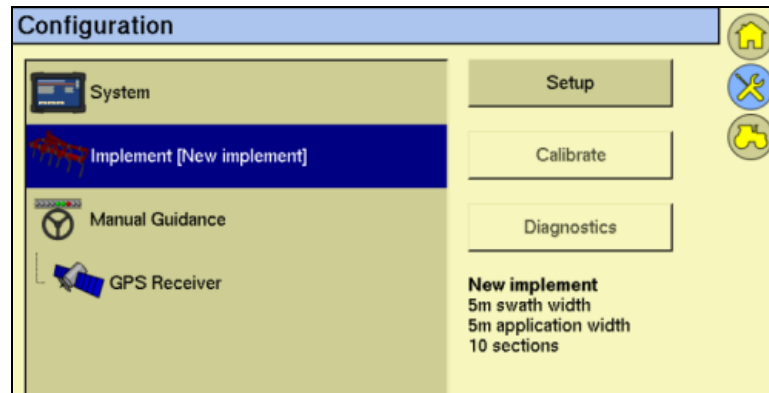 Configuration
System
Implement [New implement]
Manual Guidance
GPS Receiver
Setup
Calibrate
Diagnostics
New implement
5m swath width
5m application width
10 sections